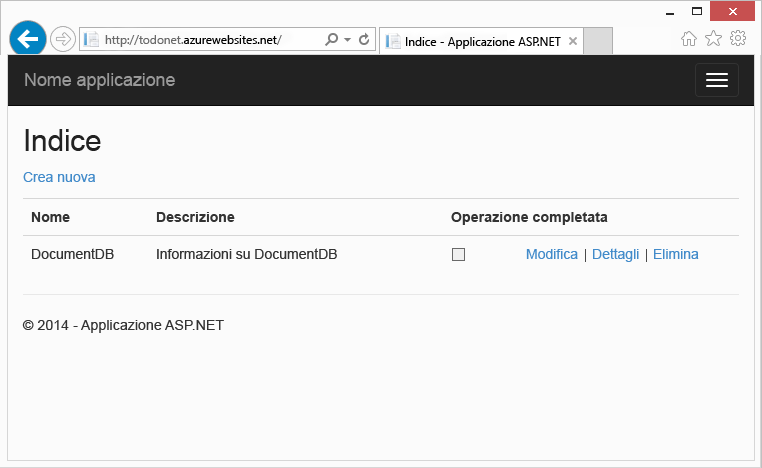 http://todonet.azurewebsites.net/
Indice - Applicazione ASP.NET
Nome applicazione
Indice
Crea nuova
Nome Descrizione Operazione completata
DocumentDB Informazioni su DocumentDB Modifica | Dettagli | Elimina
© 2014 - Applicazione ASP.NET